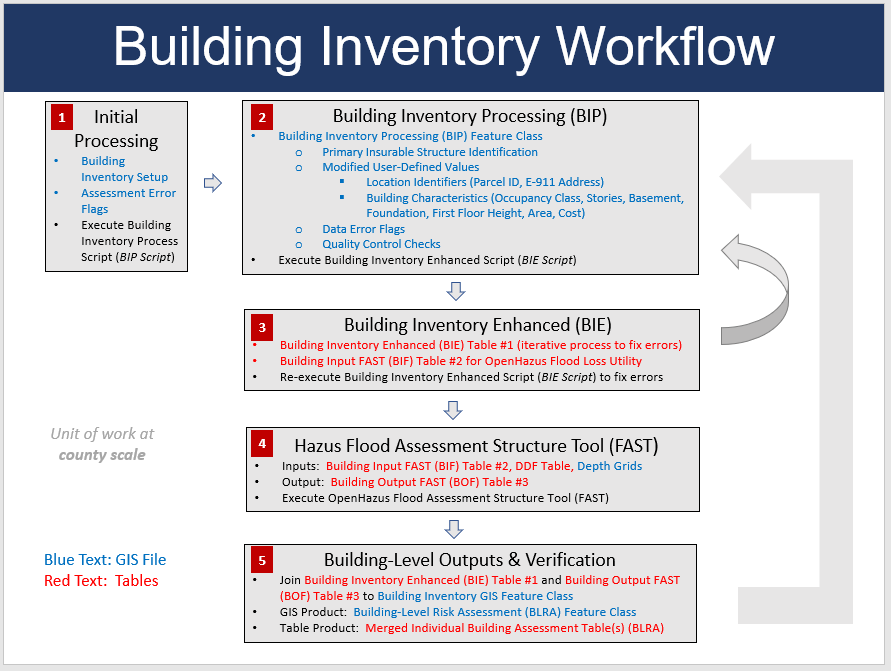 Building Inventory Workflow
1 Initial
Processing
• Building
Inventory Setup
• Assessment Error
Flags
• Execute Building
Inventory Process
Script (BIP Script)
2 Building Inventory Processing (BIP)
• Building Inventory Processing (BIP) Feature Class
o Primary Insurable Structure Identification
o Modified User-Defined Values
▪ Location Identifiers (Parcel ID, E-911 Address)
▪ Building Characteristics (Occupancy Class, Stories, Basement,
Foundation, First Floor Height, Area, Cost)
o Data Error Flags
o Quality Control Checks
• Execute Building Inventory Enhanced Script (BIE Script)
3 Building Inventory Enhanced (BIE)
• Building Inventory Enhanced (BIE) Table #1 (iterative process to fix errors)
• Building Input FAST (BIF) Table #2 for OpenHazus Flood Loss Utility
• Re-execute Building Inventory Enhanced Script (BIE Script) to fix errors
4 Hazus Flood Assessment Structure Tool (FAST)
• Inputs: Building Input FAST (BIF) Table #2, DDF Table, Depth Grids
• Output: Building Output FAST (BOF) Table #3
• Execute OpenHazus Flood Assessment Structure Tool (FAST)
Unit of work at
county scale
5 Building-Level Outputs & Verification
• Join Building Inventory Enhanced (BIE) Table #1 and Building Output FAST
(BOF) Table #3 to Building Inventory GIS Feature Class
• GIS Product: Building-Level Risk Assessment (BLRA) Feature Class
• Table Product: Merged Individual Building Assessment Table(s) (BLRA)
Blue Text: GIS File
Red Text: Tables